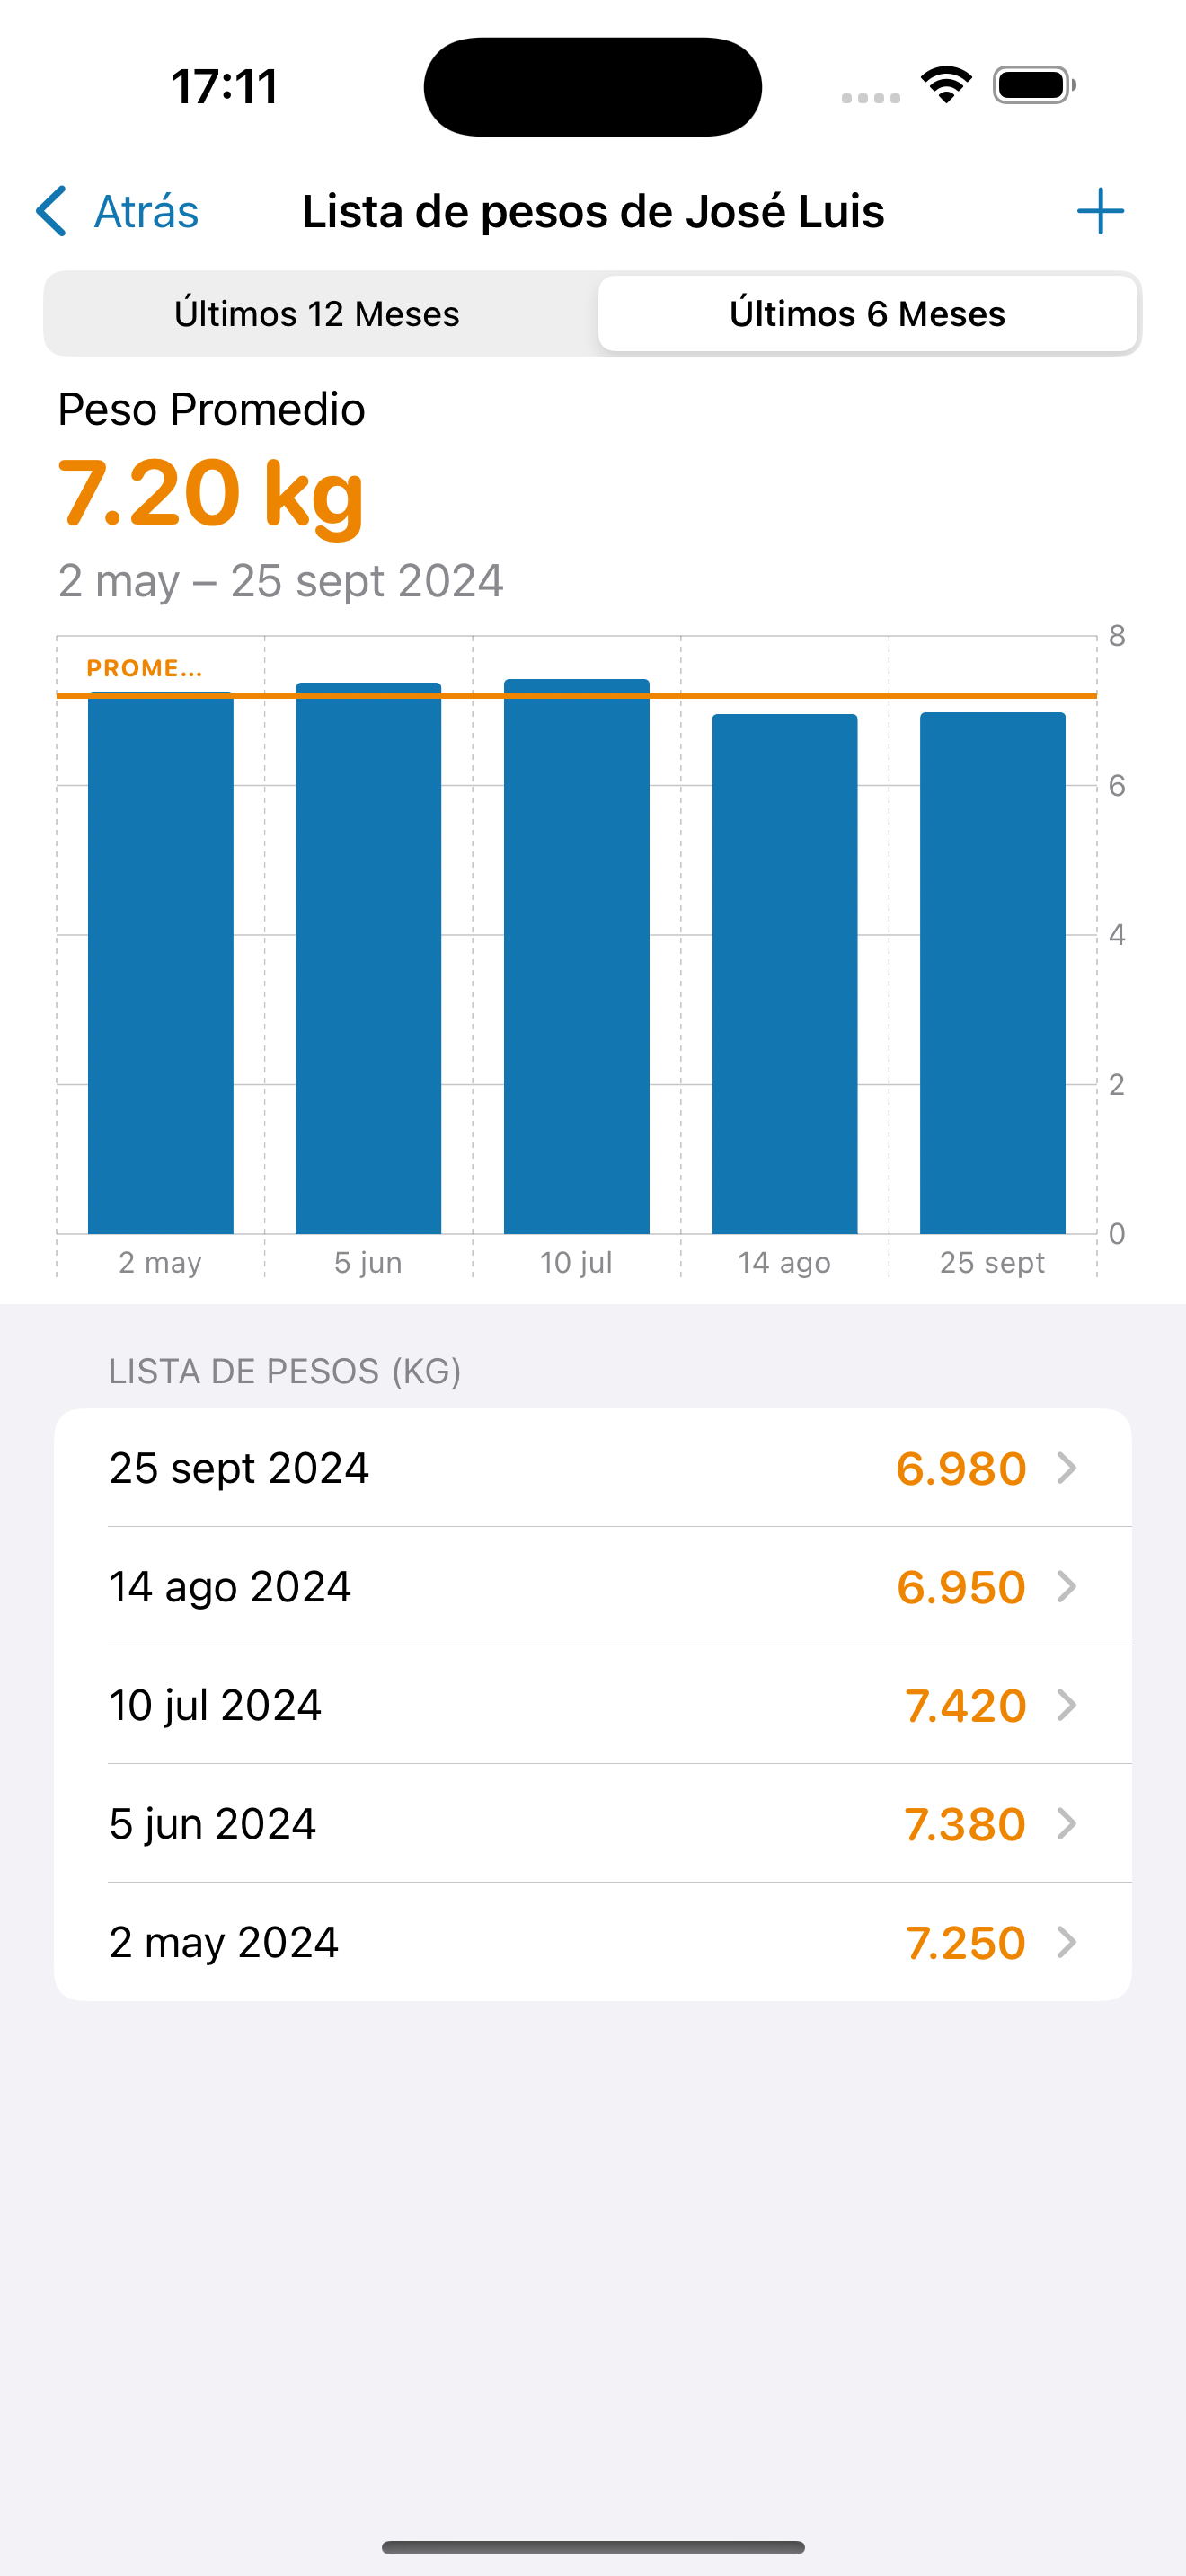 17:11
Atrás
Lista de pesos de José Luis
Últimos 12 Meses
Últimos 6 Meses
Peso Promedio
7.20 kg
2 may – 25 sept 2024
PROME...
8
6
4
2
0
2 may
5 jun
10 jul
14 ago
25 sept
LISTA DE PESOS (KG)
25 sept 2024 6.980
14 ago 2024 6.950
10 jul 2024 7.420
5 jun 2024 7.380
2 may 2024 7.250